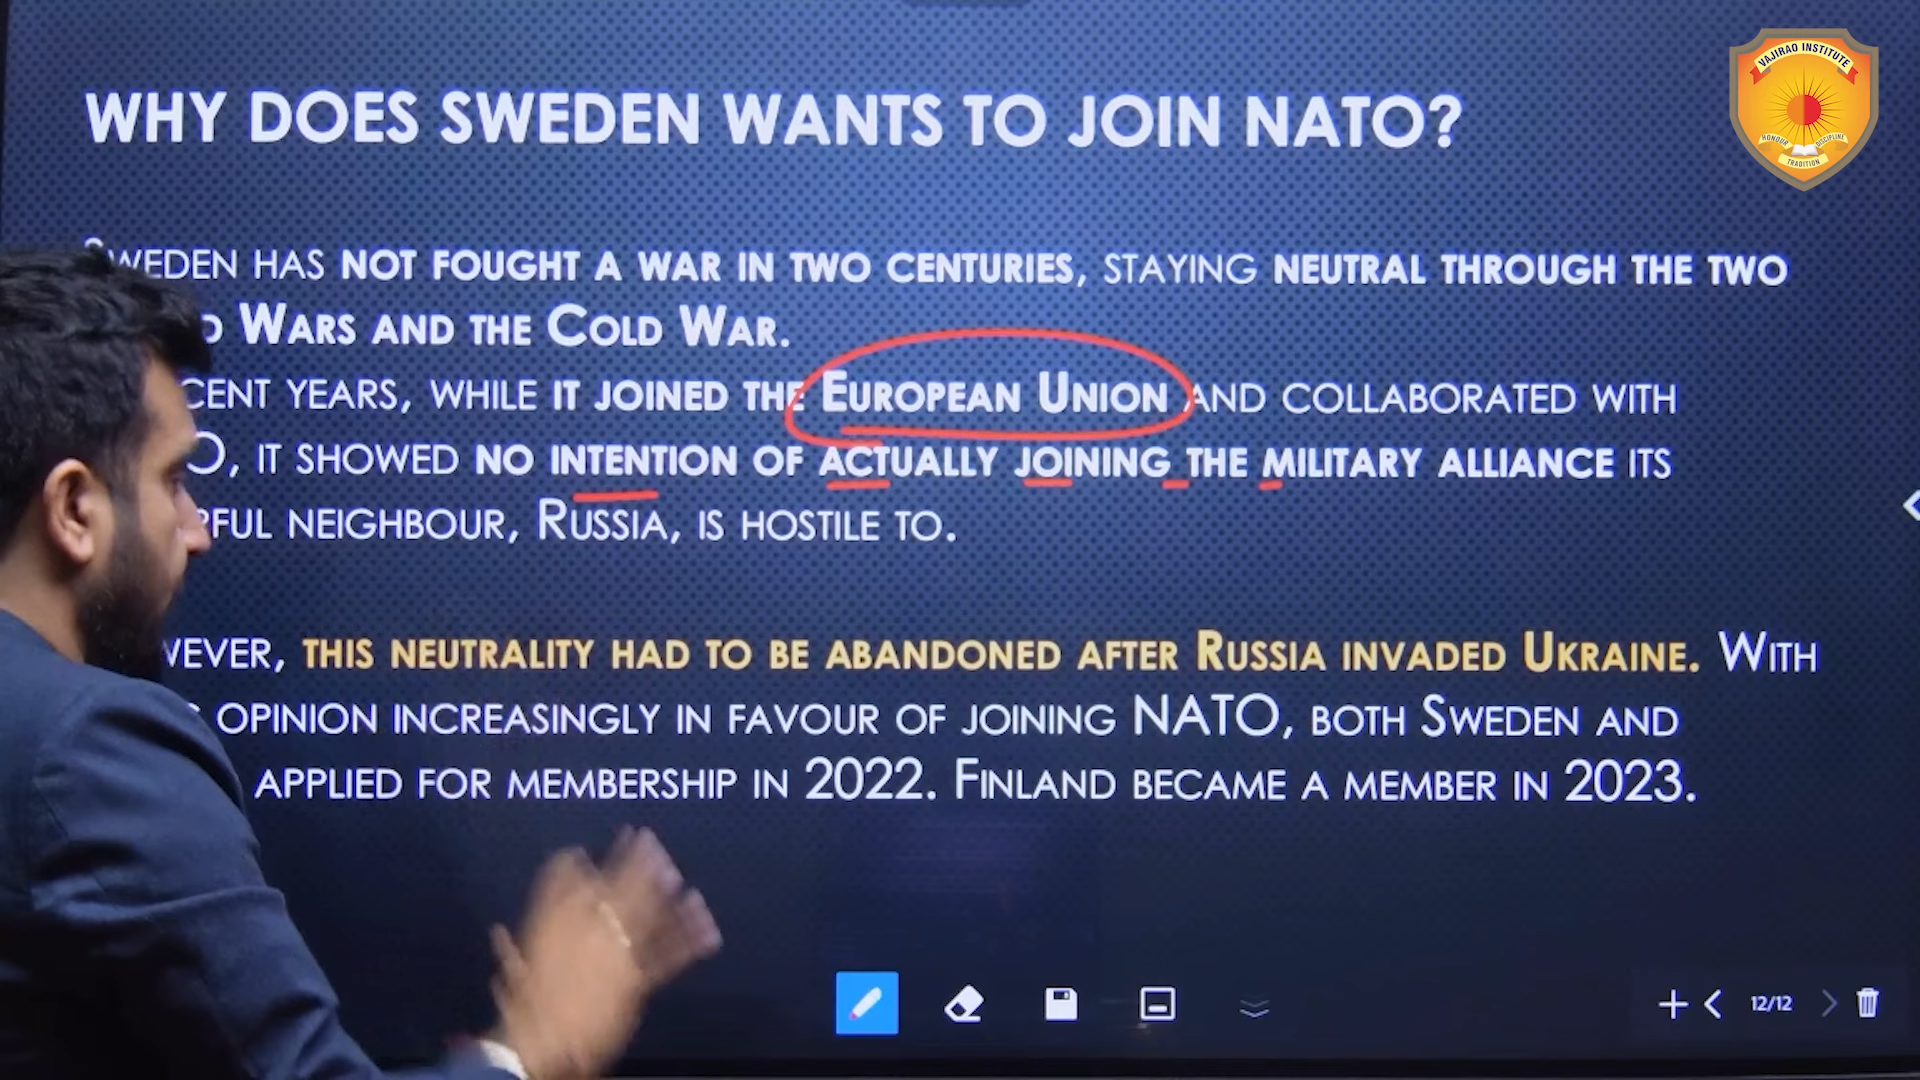 VAJIRAO INSTITUTE
HONOUR
DISCIPLINE
TRADITION
WHY DOES SWEDEN WANTS TO JOIN NATO?
SWEDEN HAS NOT FOUGHT A WAR IN TWO CENTURIES, STAYING NEUTRAL THROUGH THE TWO
WARS AND THE COLD WAR.
YEARS, WHILE IT JOINED THE EUROPEAN UNION AND COLLABORATED WITH
IT SHOWED NO INTENTION OF ACTUALLY JOINING THE MILITARY ALLIANCE ITS
NEIGHBOUR, RUSSIA, IS HOSTILE TO.
THIS NEUTRALITY HAD TO BE ABANDONED AFTER RUSSIA INVADED UKRAINE. WITH
OPINION INCREASINGLY IN FAVOUR OF JOINING NATO, BOTH SWEDEN AND
APPLIED FOR MEMBERSHIP IN 2022. FINLAND BECAME A MEMBER IN 2023.
12/12